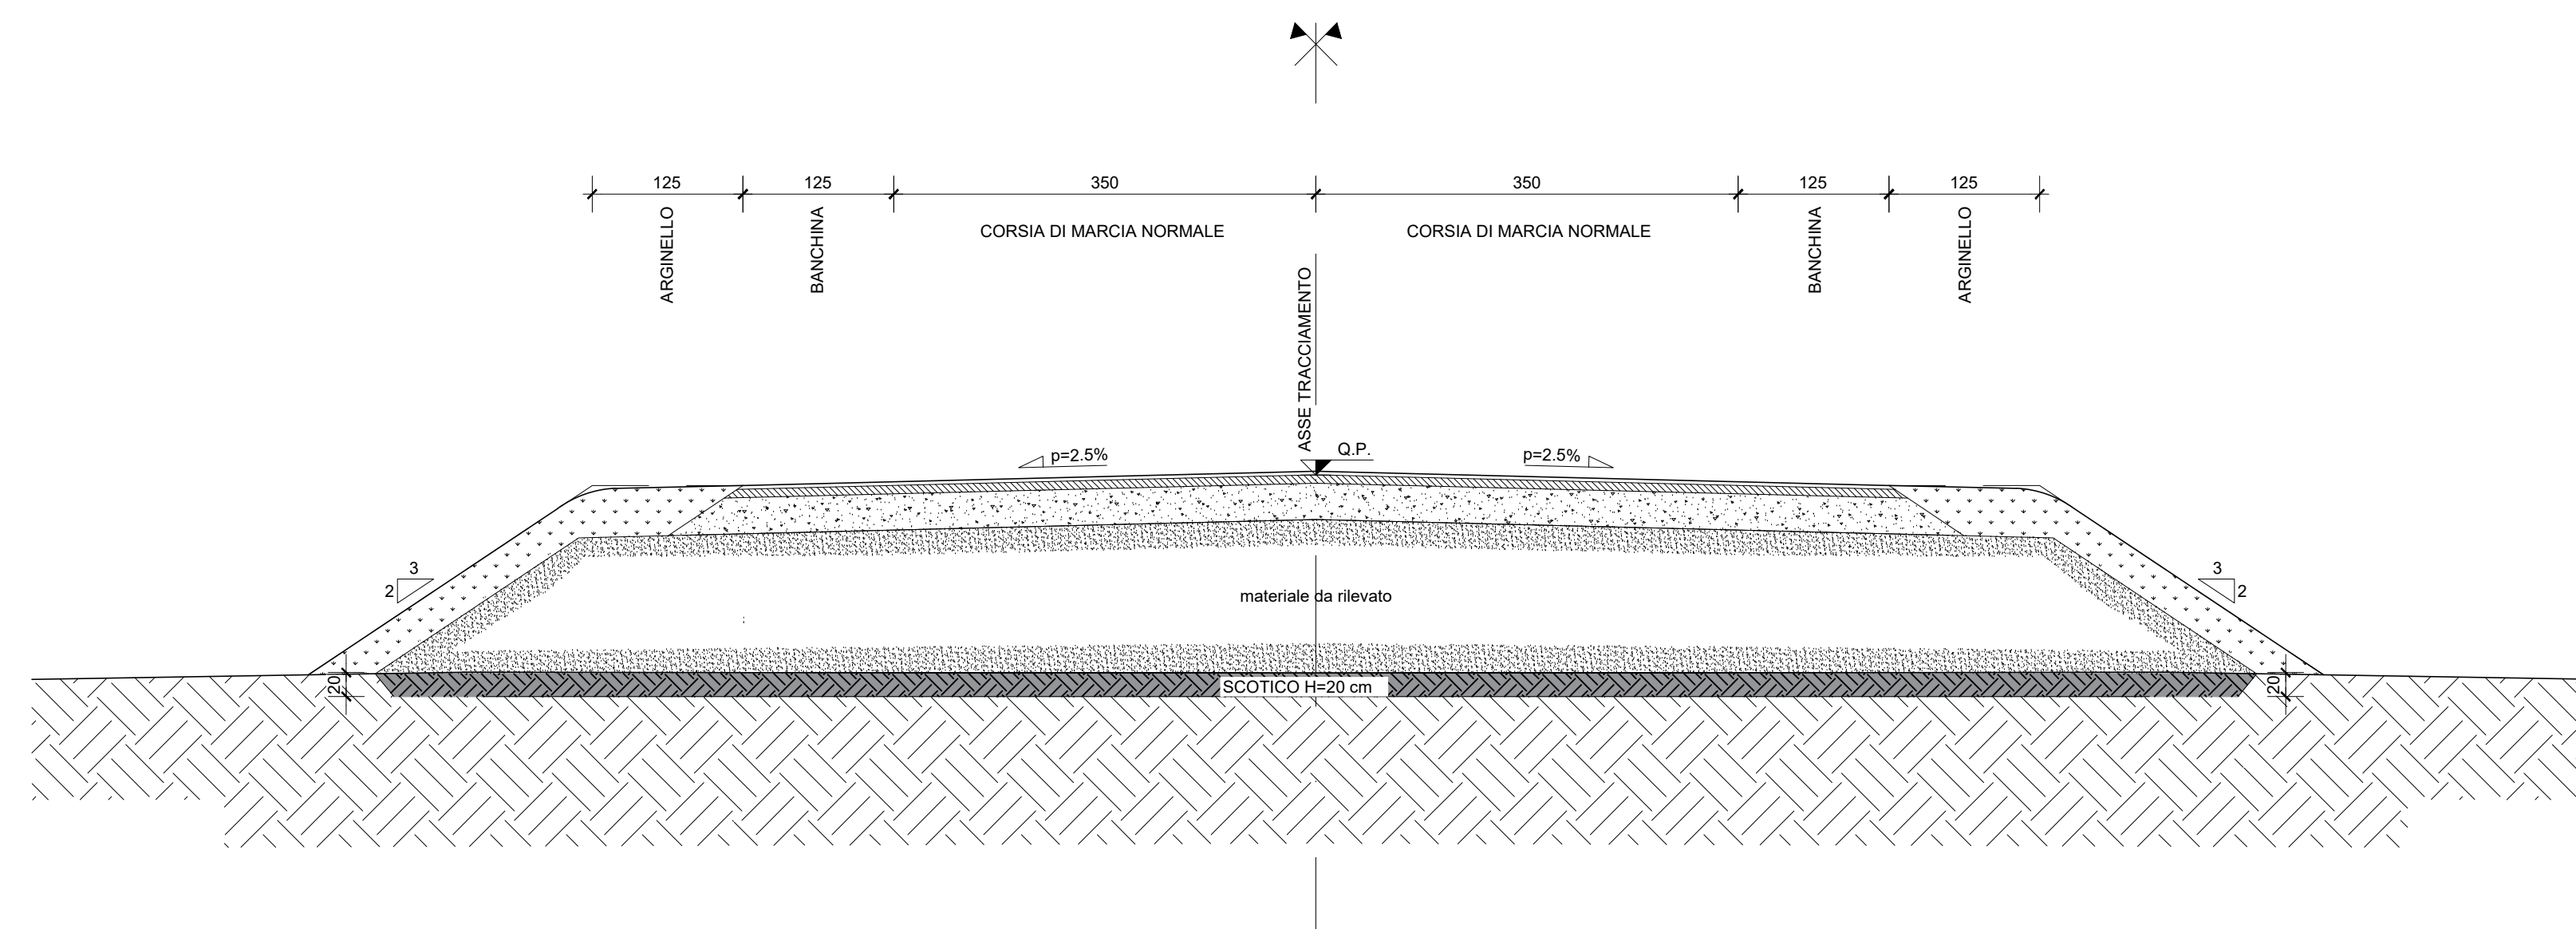 125
125
350
350
125
125
ARGINELLO
BANCHINA
CORSIA DI MARCIA NORMALE
CORSIA DI MARCIA NORMALE
BANCHINA
ARGINELLO
ASSE TRACCIAMENTO
p=2.5%
Q.P.
p=2.5%
3
2
3
2
materiale da rilevato
20
SCOTICO H=20 cm
20